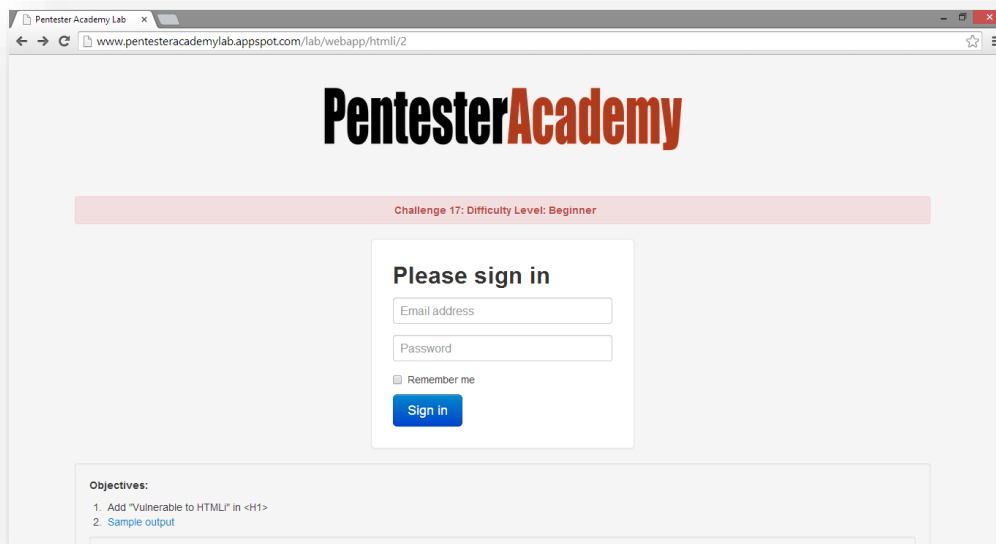 Pentester Academy Lab
www.pentesteracademylab.appspot.com/lab/webapp/htmli/2
PentesterAcademy
Challenge 17: Difficulty Level: Beginner
Please sign in
Email address
Password
Remember me
Sign in
Objectives:
1. Add "Vulnerable to HTMLi" in <H1>
2. Sample output